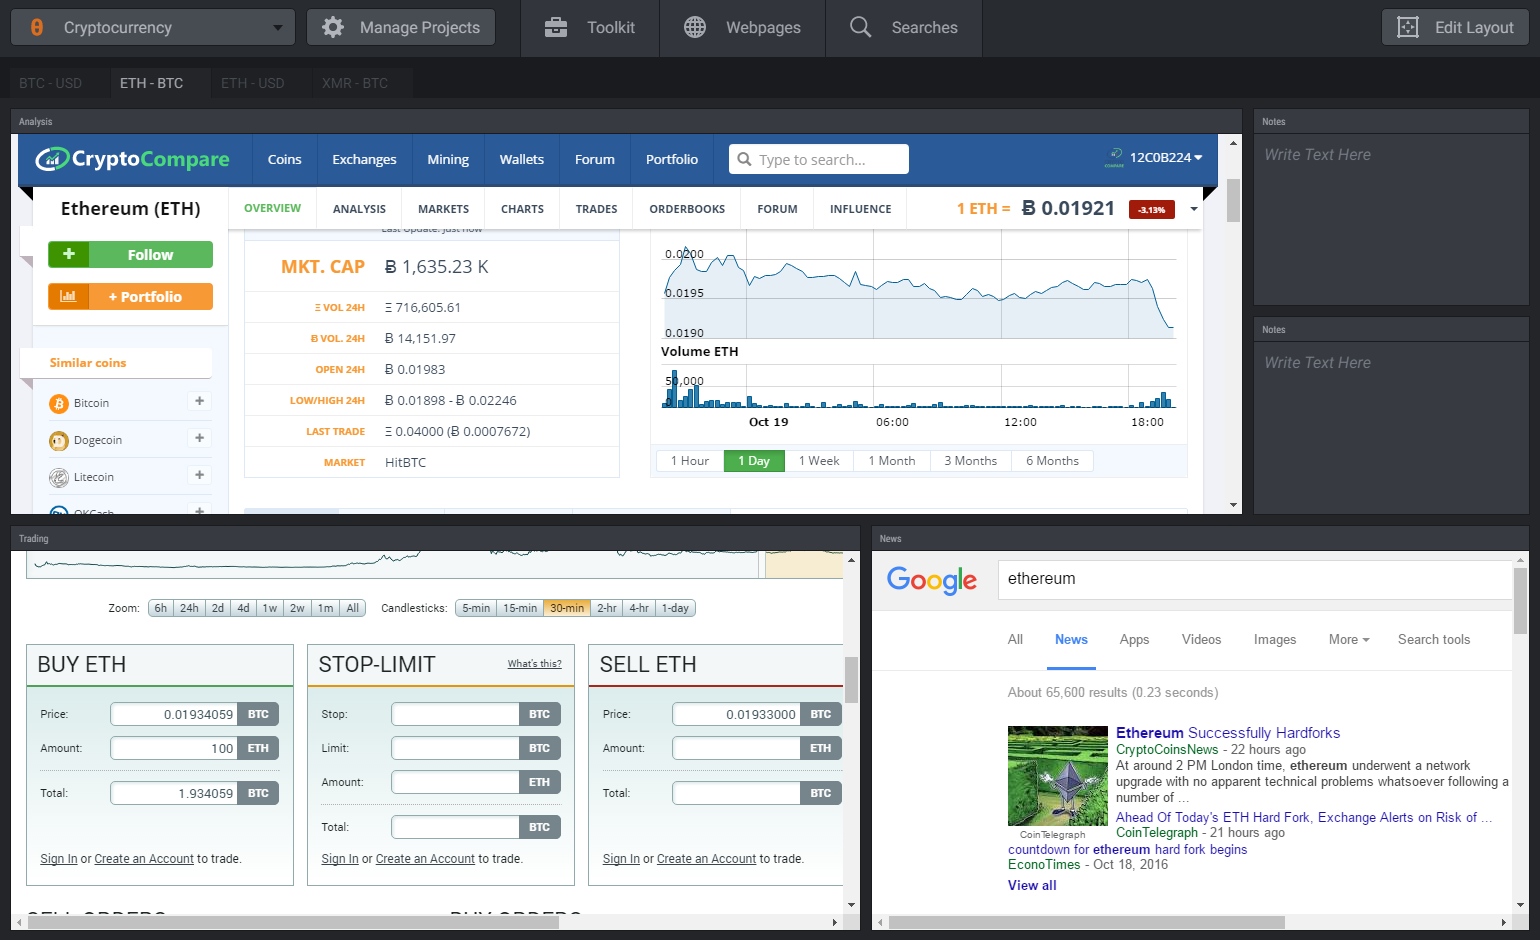 Cryptocurrency
Manage Projects
Toolkit
Webpages
Searches
Edit Layout
BTC - USD
ETH - BTC
ETH - USD
XMR - BTC
Analysis
CryptoCompare
Coins
Exchanges
Mining
Wallets
Forum
Portfolio
Type to search...
COMPARE
12C0B224
Ethereum (ETH)
OVERVIEW
ANALYSIS
MARKETS
CHARTS
TRADES
ORDERBOOKS
FORUM
INFLUENCE
1 ETH = Ƀ 0.01921
-3.13%
+ Follow
+ Portfolio
Similar coins
Bitcoin +
Dogecoin +
Litecoin +
OKCash +
Last Update: Just now
MKT. CAP Ƀ 1,635.23 K
Ξ VOL 24H Ξ 716,605.61
Ƀ VOL. 24H Ƀ 14,151.97
OPEN 24H Ƀ 0.01983
LOW/HIGH 24H Ƀ 0.01898 - Ƀ 0.02246
LAST TRADE Ξ 0.04000 (Ƀ 0.0007672)
MARKET HitBTC
0.0200
0.0195
0.0190
Volume ETH
50,000
0
Oct 19 06:00 12:00 18:00
1 Hour 1 Day 1 Week 1 Month 3 Months 6 Months
Notes
Write Text Here
Notes
Write Text Here
Trading
Zoom: 6h 24h 2d 4d 1w 2w 1m All Candlesticks: 5-min 15-min 30-min 2-hr 4-hr 1-day
BUY ETH
Price: 0.01934059 BTC
Amount: 100 ETH
Total: 1.934059 BTC
Sign In or Create an Account to trade.
STOP-LIMIT What's this?
Stop: BTC
Limit: BTC
Amount: ETH
Total: BTC
Sign In or Create an Account to trade.
SELL ETH
Price: 0.01933000 BTC
Amount: ETH
Total: BTC
Sign In or Create an Account to trade.
SELL ORDERS
BUY ORDERS
News
Google
ethereum
All News Apps Videos Images More Search tools
About 65,600 results (0.23 seconds)
Ethereum Successfully Hardforks
CryptoCoinsNews - 22 hours ago
At around 2 PM London time, ethereum underwent a network
upgrade with no apparent technical problems whatsoever following a
number of ...
Ahead Of Today's ETH Hard Fork, Exchange Alerts on Risk of ...
CoinTelegraph
CoinTelegraph - 21 hours ago
countdown for ethereum hard fork begins
EconoTimes - Oct 18, 2016
View all